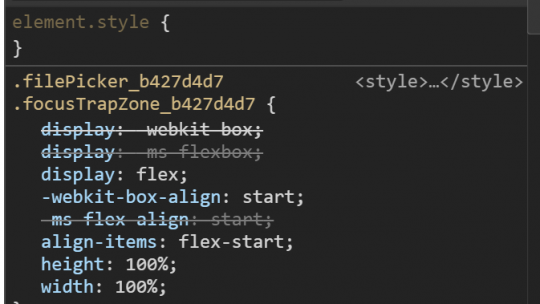 element.style {
}
.filePicker_b427d4d7 <style>…</style>
.focusTrapZone_b427d4d7 {
display: -webkit-box;
display: -ms-flexbox;
display: flex;
-webkit-box-align: start;
-ms-flex-align: start;
align-items: flex-start;
height: 100%;
width: 100%;
}